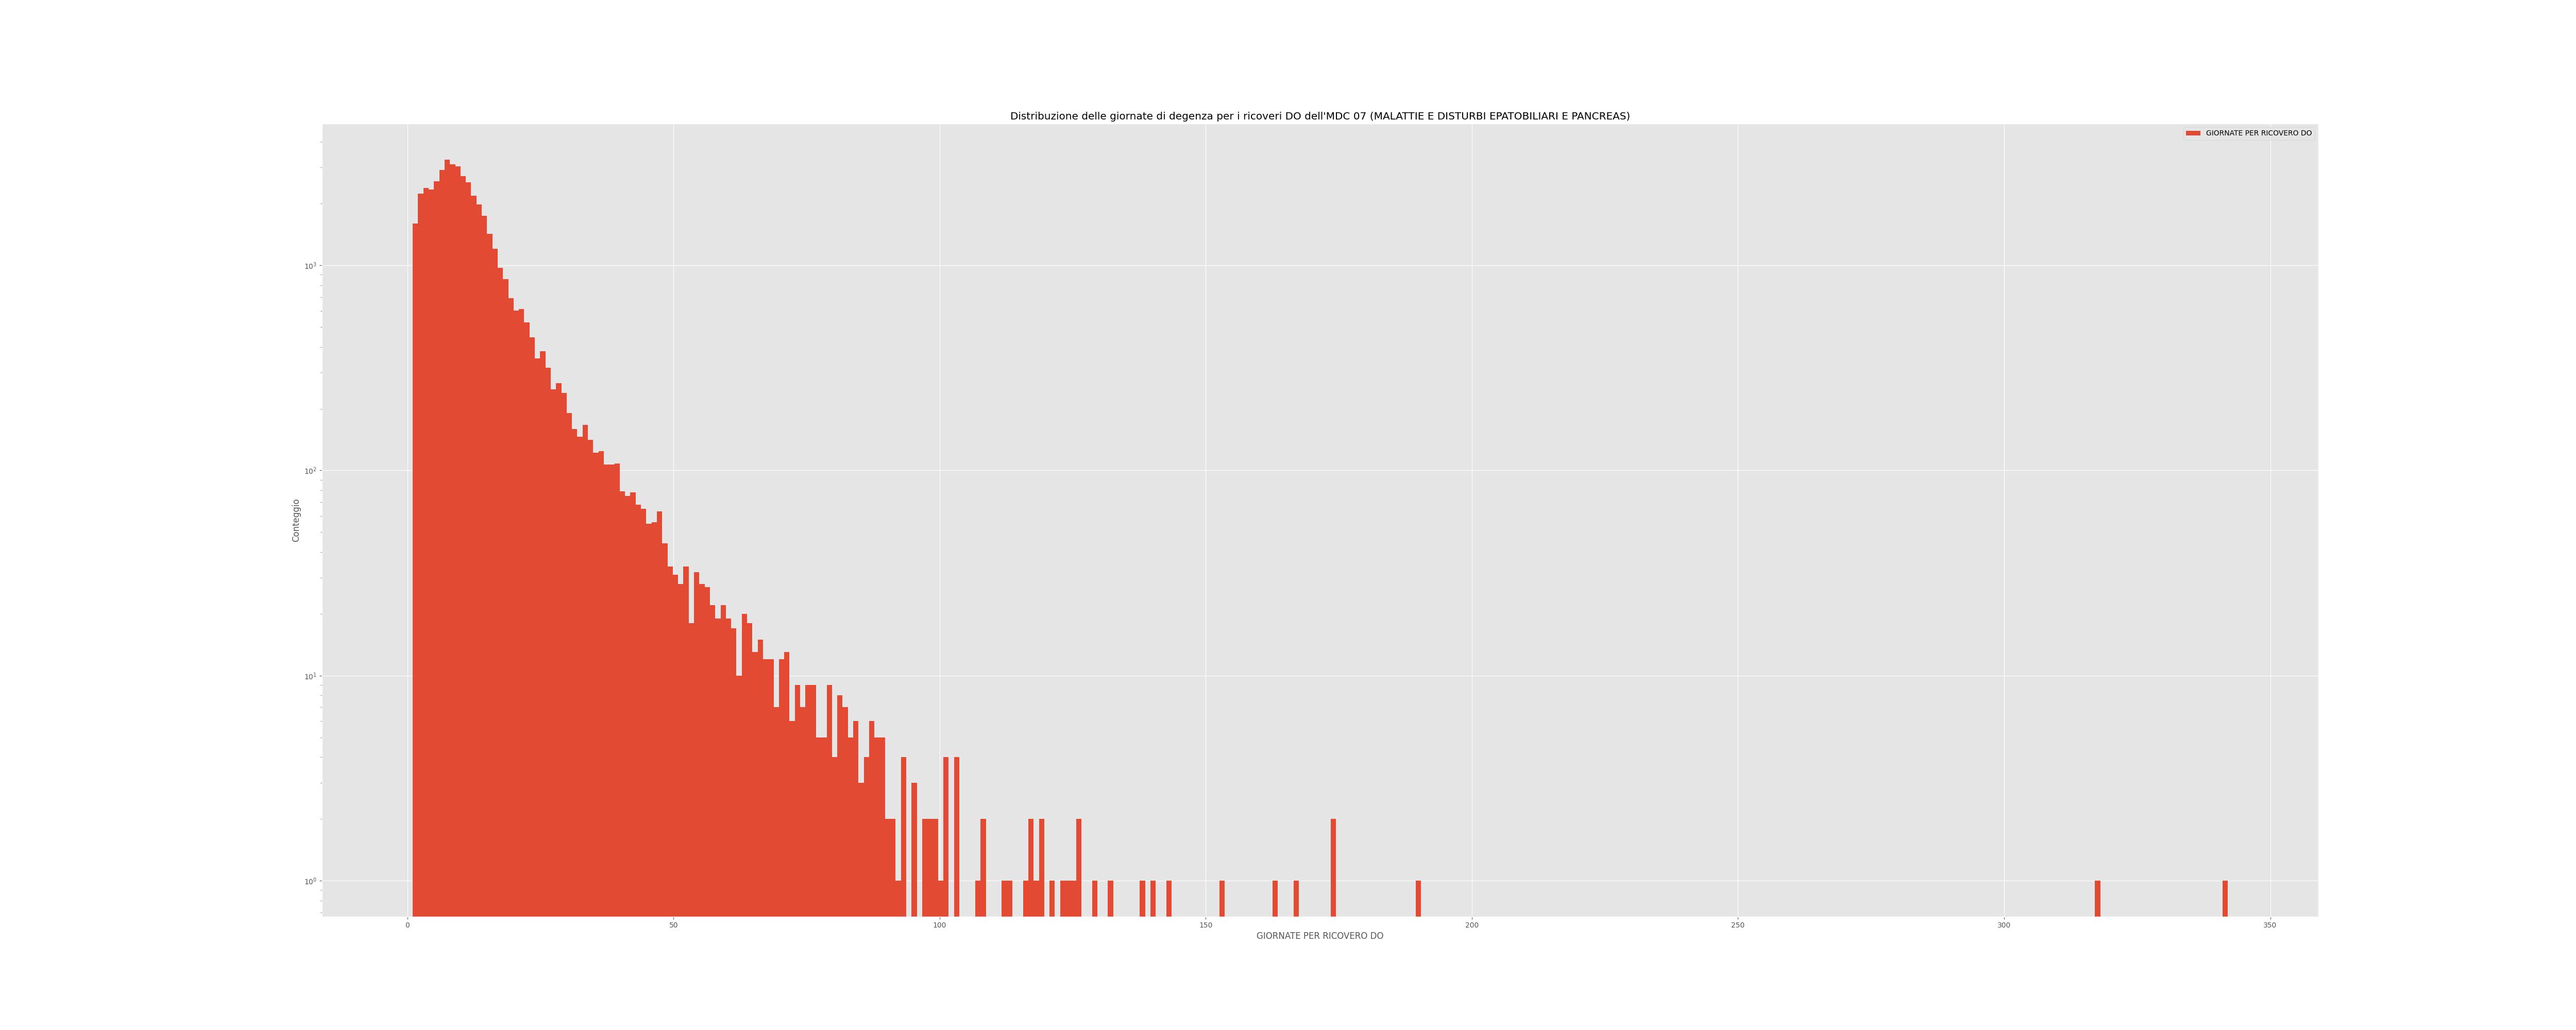 Distribuzione delle giornate di degenza per i ricoveri DO dell'MDC 07 (MALATTIE E DISTURBI EPATOBILIARI E PANCREAS)
GIORNATE PER RICOVERO DO
10³
10²
10¹
10⁰
Conteggio
0 50 100 150 200 250 300 350
GIORNATE PER RICOVERO DO